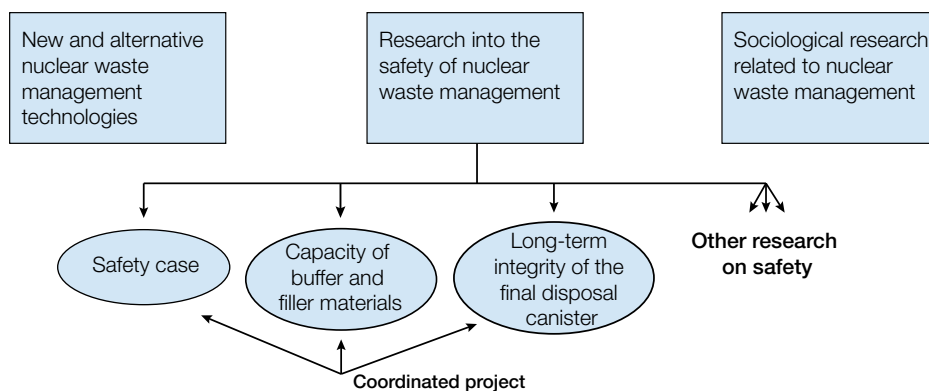 New and alternative
nuclear waste
management
technologies
Research into the
safety of nuclear
waste management
Sociological research
related to nuclear
waste management
Safety case
Capacity of
buffer and
filler materials
Long-term
integrity of the
final disposal
canister
Other research
on safety
Coordinated project